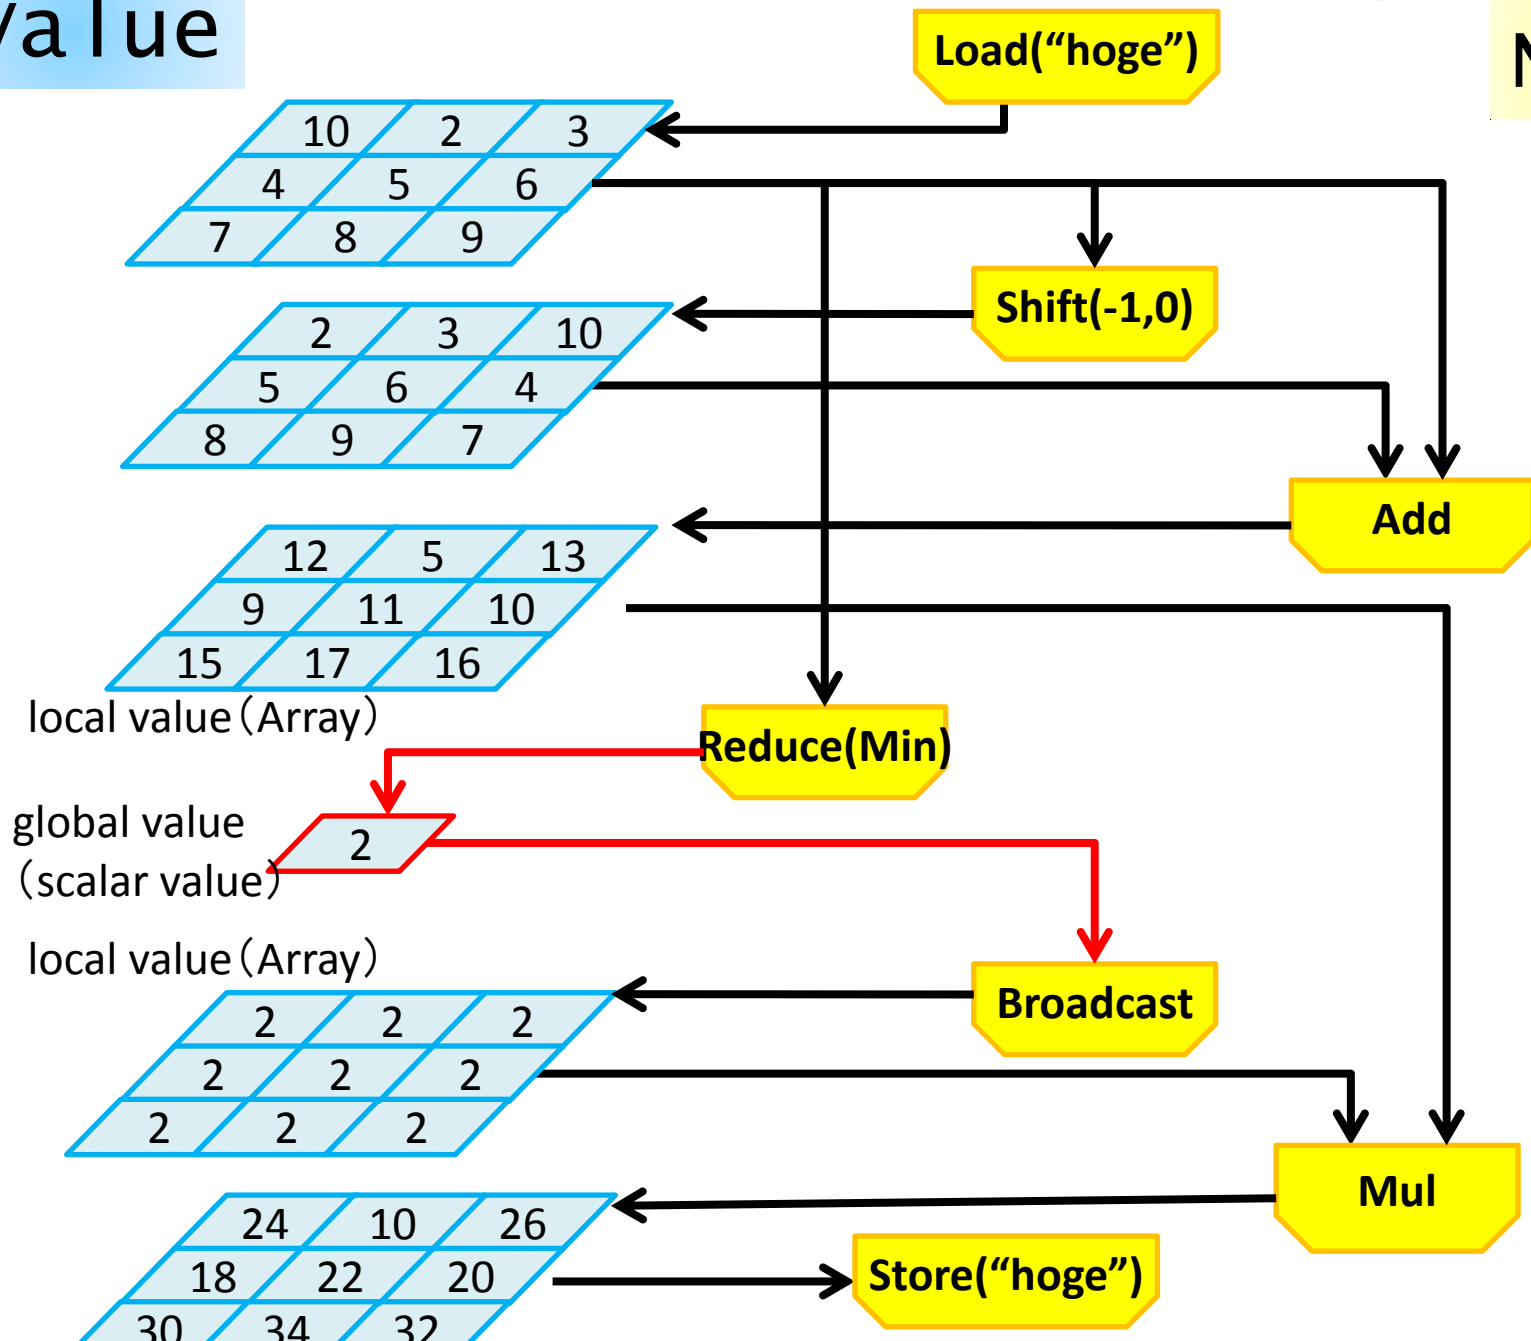 value
Load(“hoge”)
10 2 3
4 5 6
7 8 9
Shift(-1,0)
2 3 10
5 6 4
8 9 7
Add
12 5 13
9 11 10
15 17 16
local value（Array）
Reduce(Min)
global value
（scalar value）
2
local value（Array）
Broadcast
2 2 2
2 2 2
2 2 2
Mul
24 10 26
18 22 20
Store(“hoge”)
30 34 32